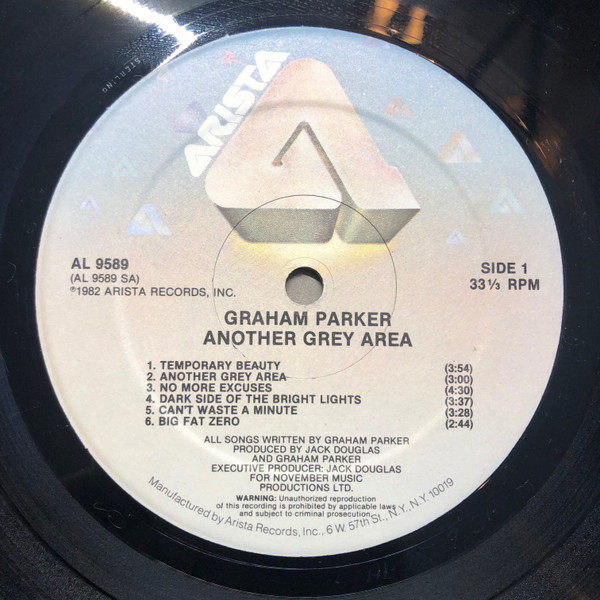 STERLING
ARISTA
AL 9589
(AL 9589 SA)
℗1982 ARISTA RECORDS, INC.
SIDE 1
33⅓ RPM
GRAHAM PARKER
ANOTHER GREY AREA
1. TEMPORARY BEAUTY (3:54)
2. ANOTHER GREY AREA (3:00)
3. NO MORE EXCUSES (4:30)
4. DARK SIDE OF THE BRIGHT LIGHTS (3:37)
5. CAN'T WASTE A MINUTE (3:28)
6. BIG FAT ZERO (2:44)
ALL SONGS WRITTEN BY GRAHAM PARKER
PRODUCED BY JACK DOUGLAS
AND GRAHAM PARKER
EXECUTIVE PRODUCER: JACK DOUGLAS
FOR NOVEMBER MUSIC
PRODUCTIONS LTD.
WARNING: Unauthorized reproduction
of this recording is prohibited by applicable laws
and subject to criminal prosecution.
Manufactured by Arista Records, Inc., 6 W. 57th St., N.Y., N.Y. 10019